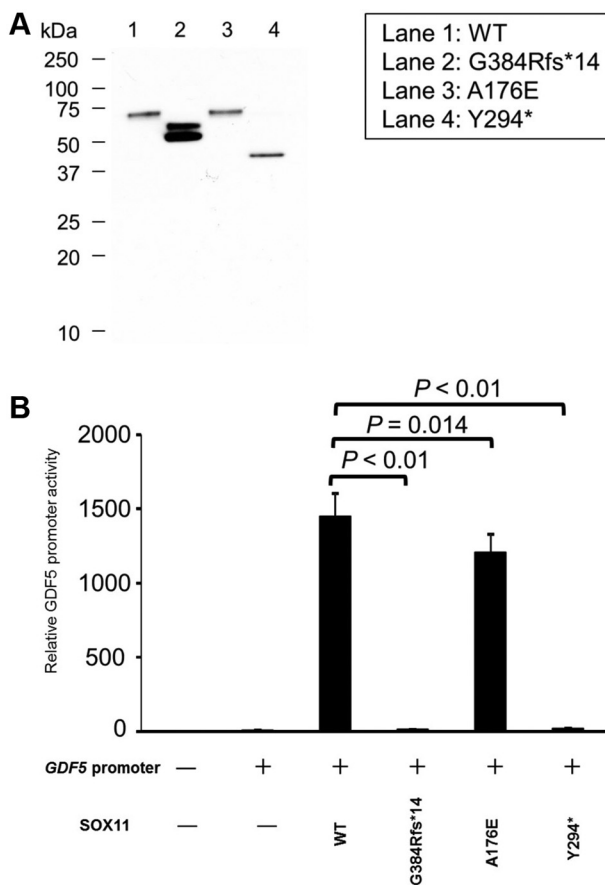 A
kDa 1 2 3 4
250
100
75
50
37
25
20
10
Lane 1: WT
Lane 2: G384Rfs*14
Lane 3: A176E
Lane 4: Y294*
B
P < 0.01
P = 0.014
P < 0.01
Relative GDF5 promoter activity
2000
1500
1000
500
0
GDF5 promoter — + + + + +
SOX11 — — WT G384Rfs*14 A176E Y294*